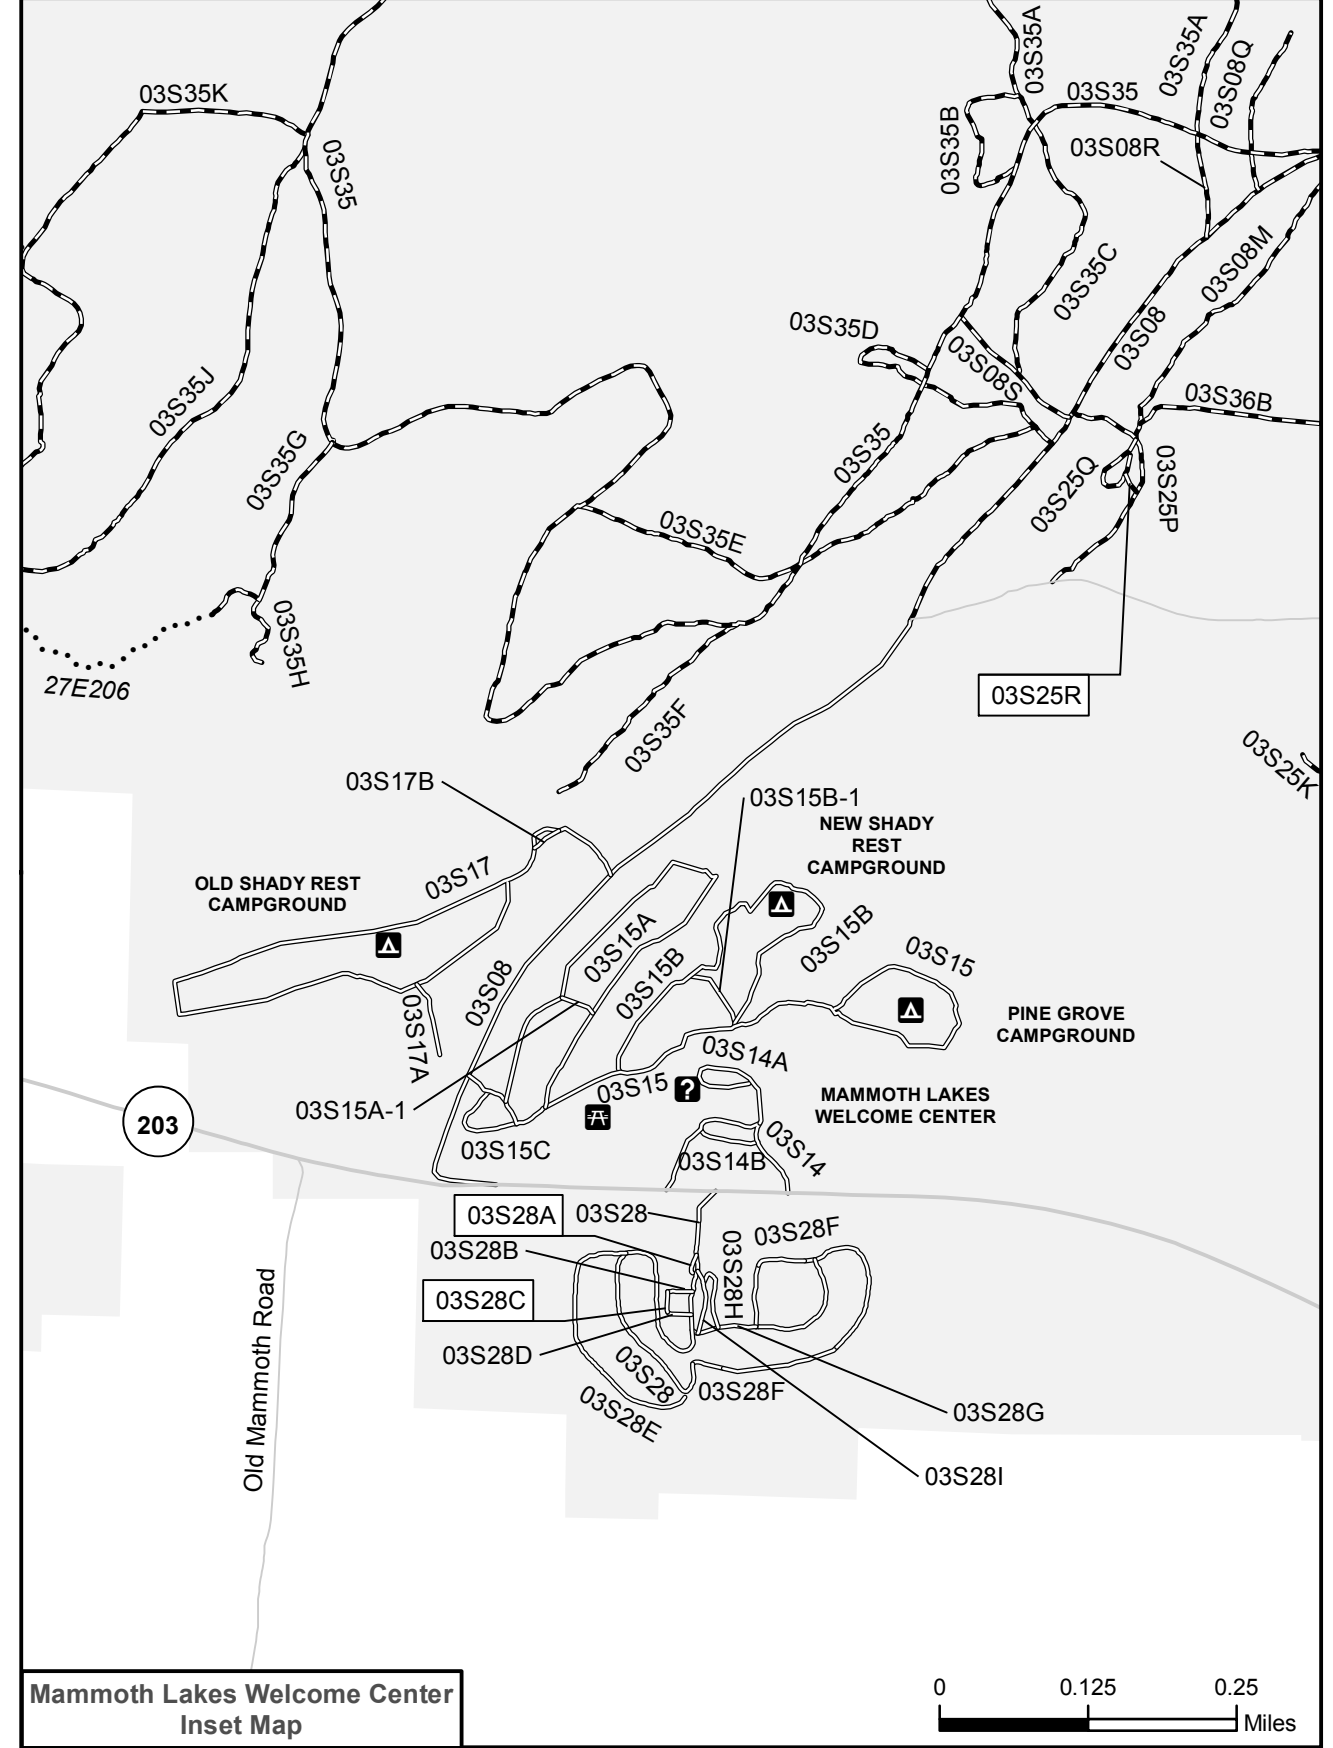 03S35K
03S35
03S35A
03S35A
03S08Q
03S35
03S35B
03S08R
03S35C
03S08M
03S35D
03S08S
03S08
03S36B
03S35J
03S35G
03S35
03S25Q
03S25P
03S35E
03S35H
27E206
03S25R
03S35F
03S25K
03S17B
03S15B-1
NEW SHADY
REST
CAMPGROUND
03S17
OLD SHADY REST
CAMPGROUND
03S15A
03S15B
03S15B
03S15
03S08
03S17A
PINE GROVE
CAMPGROUND
03S14A
03S15
?
MAMMOTH LAKES
WELCOME CENTER
203
03S15A-1
03S15C
03S14B
03S14
03S28A
03S28
03S28B
03S28H
03S28F
03S28C
03S28D
03S28
03S28F
03S28E
03S28G
03S28I
Old Mammoth Road
Mammoth Lakes Welcome Center
Inset Map
0 0.125 0.25
Miles